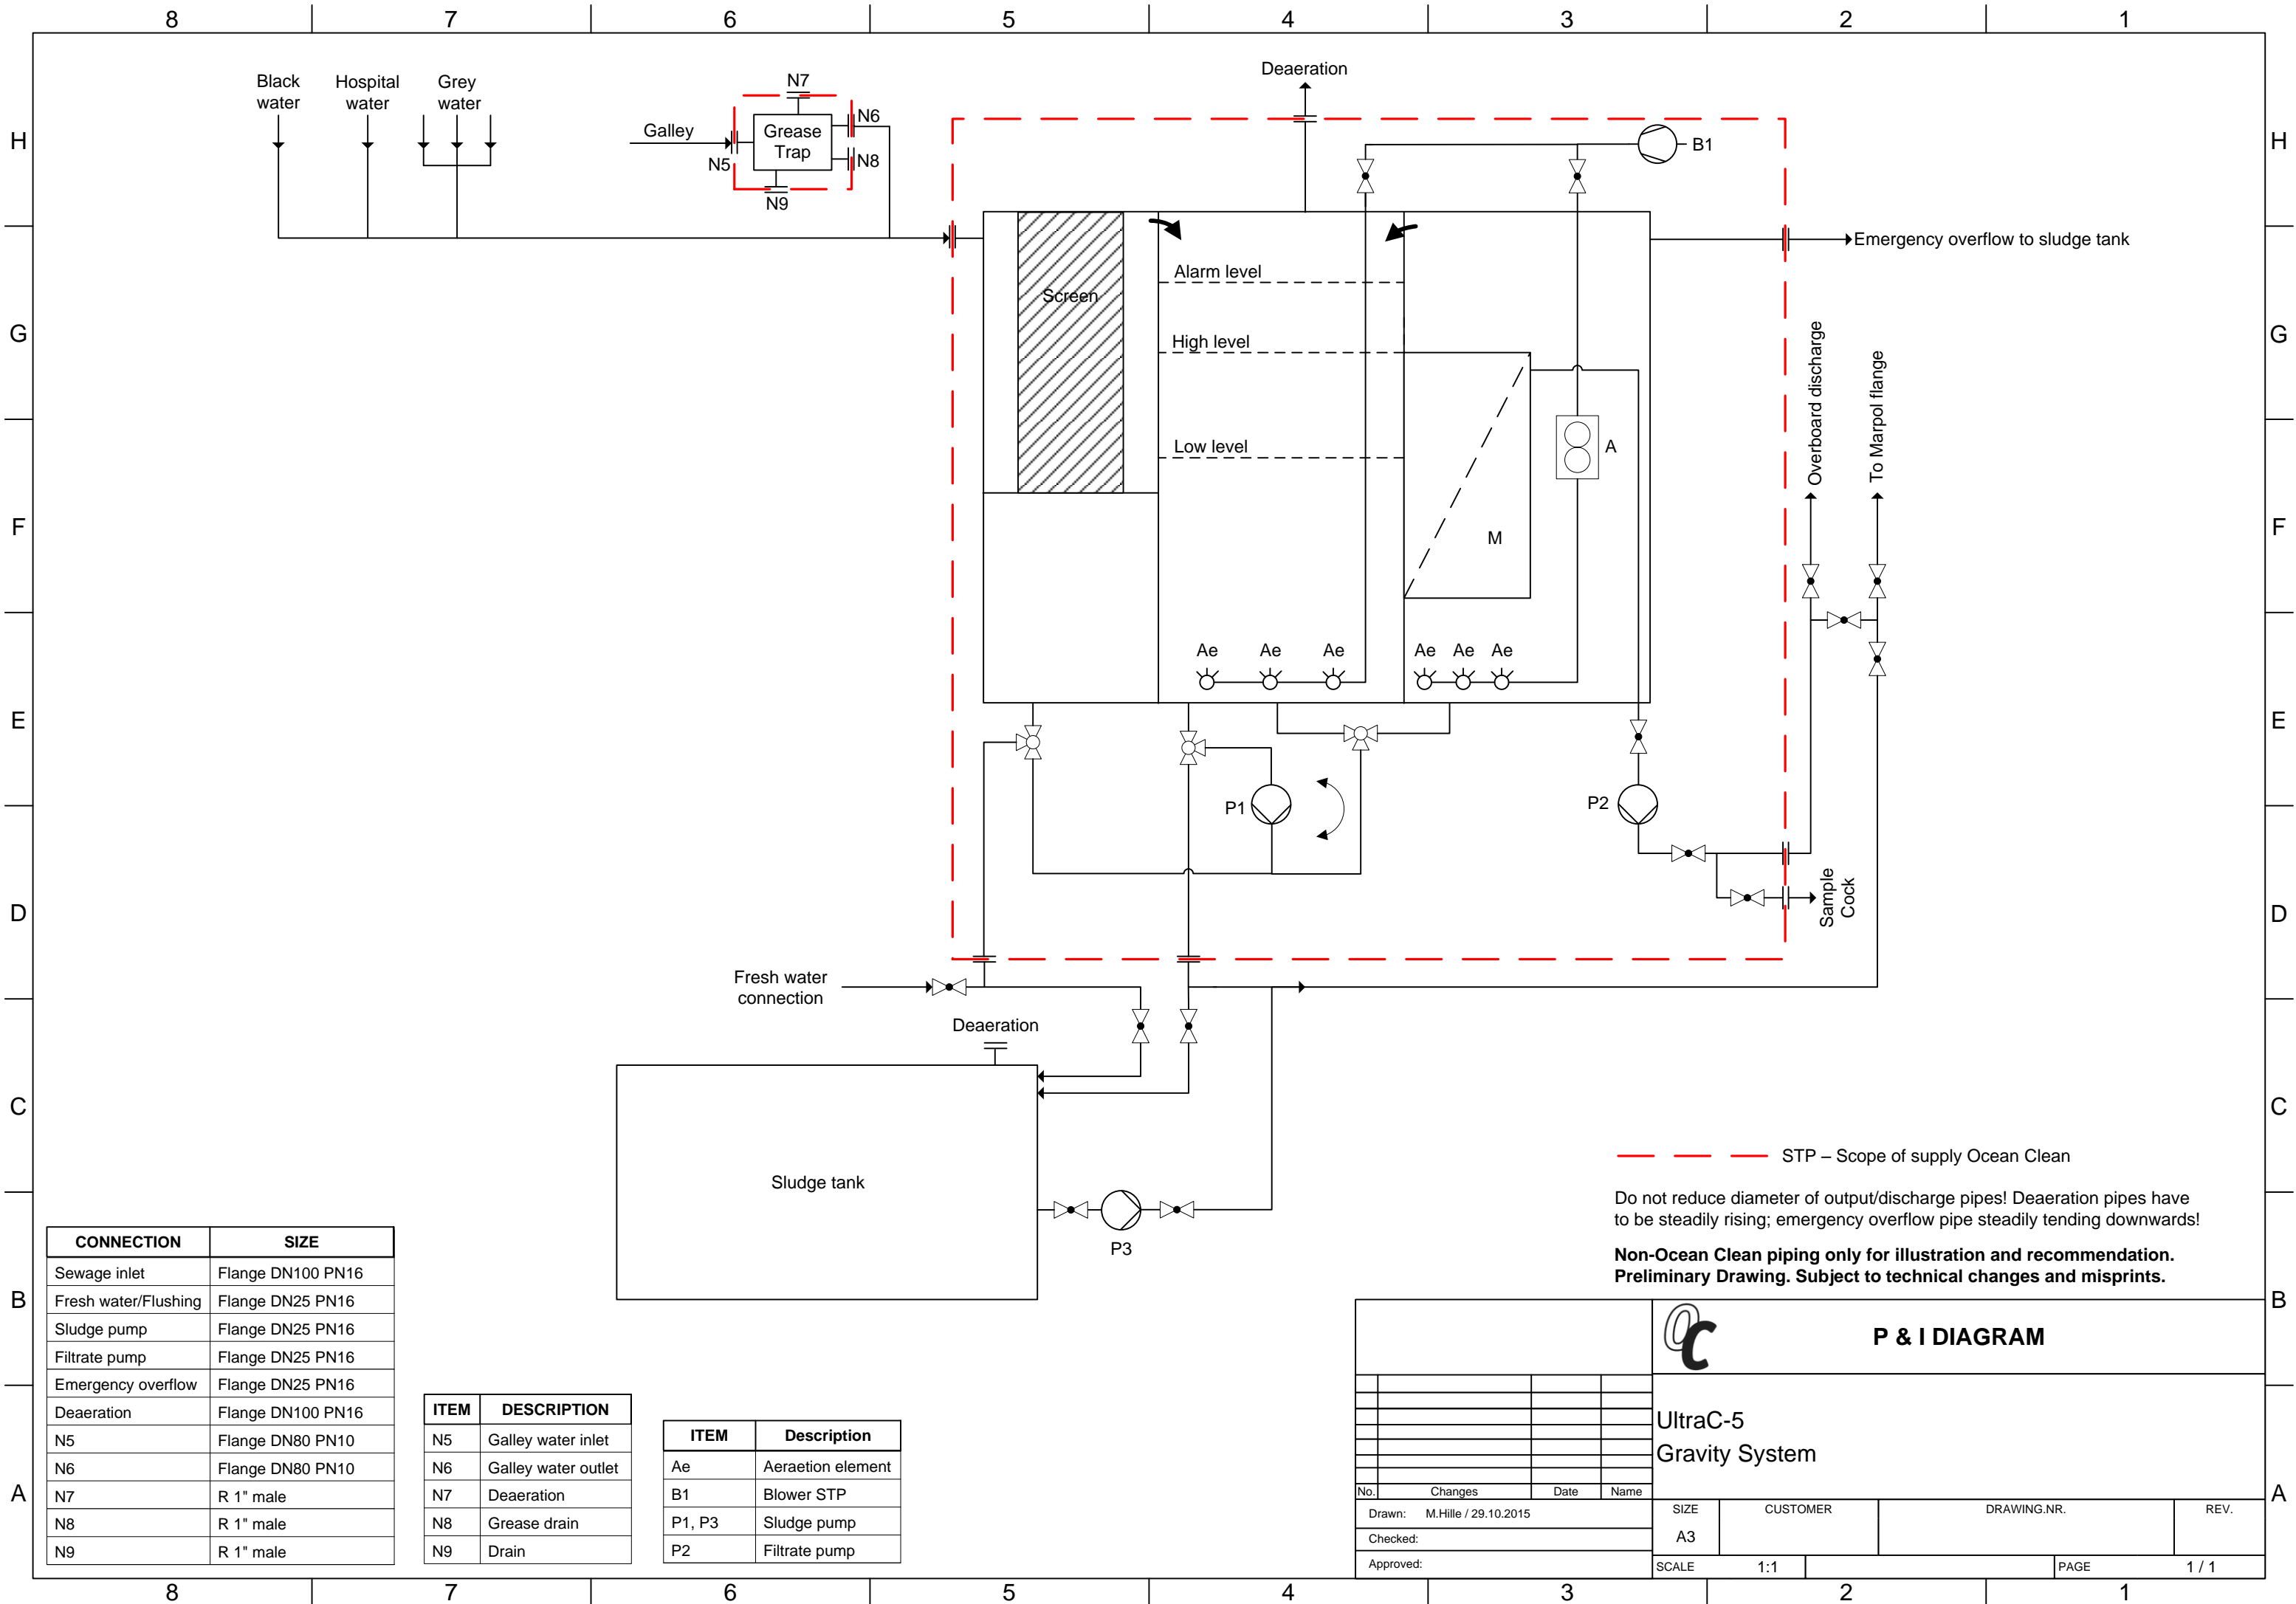 8 7 6 5 4 3 2 1
H H
G G
F F
E E
D D
C C
B B
A A
8 7 6 5 4 3 2 1
Black
water
Hospital
water
Grey
water
Galley
Grease
Trap
N7
N6
N5
N8
N9
Deaeration
B1
Emergency overflow to sludge tank
Screen
Alarm level
High level
Low level
A
M
Overboard discharge
To Marpol flange
Ae Ae Ae Ae Ae Ae
P1
P2
Sample
Cock
Fresh water
connection
Deaeration
Sludge tank
P3
STP – Scope of supply Ocean Clean
Do not reduce diameter of output/discharge pipes! Deaeration pipes have
to be steadily rising; emergency overflow pipe steadily tending downwards!
Non-Ocean Clean piping only for illustration and recommendation.
Preliminary Drawing. Subject to technical changes and misprints.
CONNECTION SIZE
Sewage inlet Flange DN100 PN16
Fresh water/Flushing Flange DN25 PN16
Sludge pump Flange DN25 PN16
Filtrate pump Flange DN25 PN16
Emergency overflow Flange DN25 PN16
Deaeration Flange DN100 PN16
N5 Flange DN80 PN10
N6 Flange DN80 PN10
N7 R 1" male
N8 R 1" male
N9 R 1" male
ITEM DESCRIPTION
N5 Galley water inlet
N6 Galley water outlet
N7 Deaeration
N8 Grease drain
N9 Drain
ITEM Description
Ae Aeraetion element
B1 Blower STP
P1, P3 Sludge pump
P2 Filtrate pump
OC
P & I DIAGRAM
UltraC-5
Gravity System
No. Changes Date Name
Drawn: M.Hille / 29.10.2015
Checked:
Approved:
SIZE CUSTOMER DRAWING.NR. REV.
A3
SCALE 1:1 PAGE 1 / 1